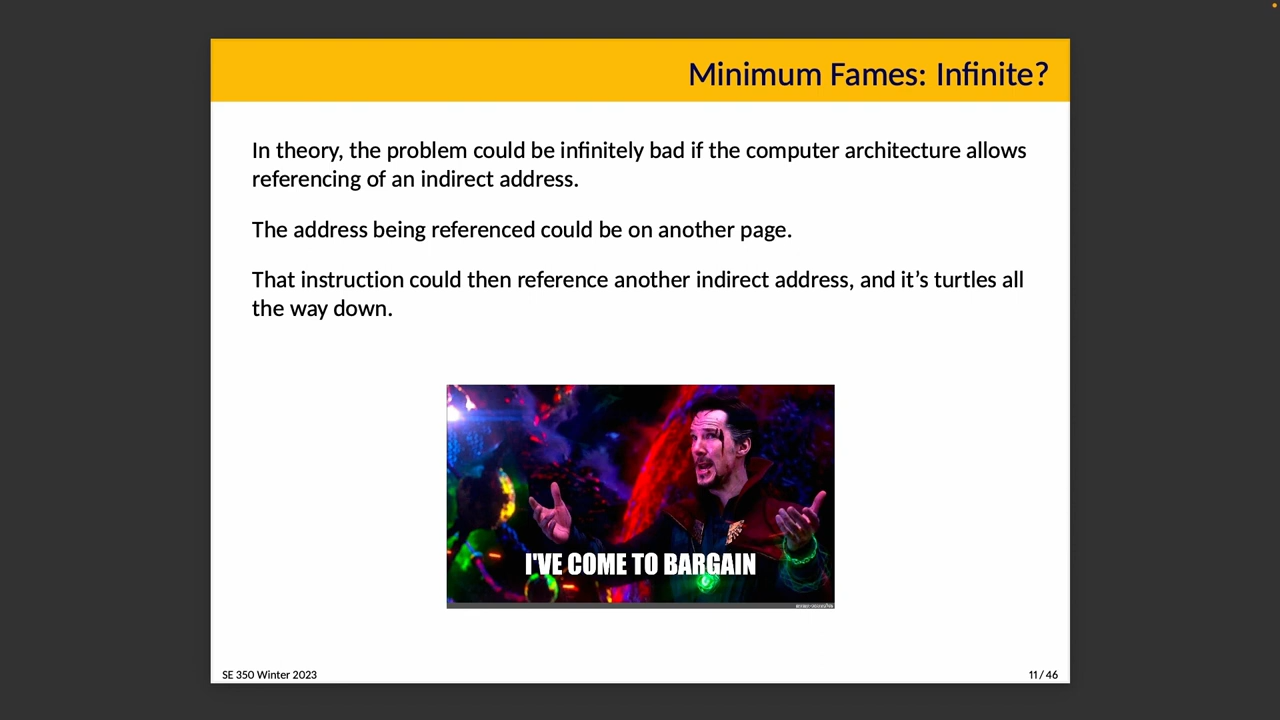 Minimum Fames: Infinite?
In theory, the problem could be infinitely bad if the computer architecture allows
referencing of an indirect address.
The address being referenced could be on another page.
That instruction could then reference another indirect address, and it’s turtles all
the way down.
I'VE COME TO BARGAIN
SE 350 Winter 2023
11 / 46